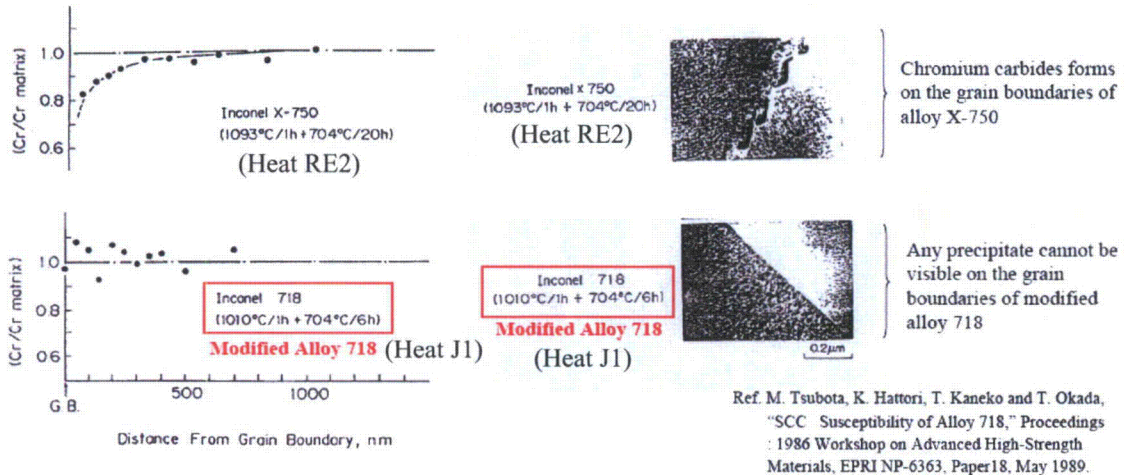 (Cr/Cr matrix)
1.0
0.8
0.6
Inconel X-750
(1093°C/1h + 704°C/20h)
(Heat RE2)
Inconel x 750
(1093°C/1h + 704°C/20h)
(Heat RE2)
Chromium carbides forms
on the grain boundaries of
alloy X-750
(Cr/Cr matrix)
1.0
0.8
0.6
Inconel 718
(1010°C/1h + 704°C/6h)
Modified Alloy 718 (Heat J1)
G.B.
500
1000
Distance From Grain Boundary, nm
Inconel 718
(1010°C/1h + 704°C/6h)
Modified Alloy 718
(Heat J1)
0.2μm
Any precipitate cannot be
visible on the grain
boundaries of modified
alloy 718
Ref. M. Tsubota, K. Hattori, T. Kaneko and T. Okada,
"SCC Susceptibility of Alloy 718," Proceedings
: 1986 Workshop on Advanced High-Strength
Materials, EPRI NP-6363, Paper18, May 1989.